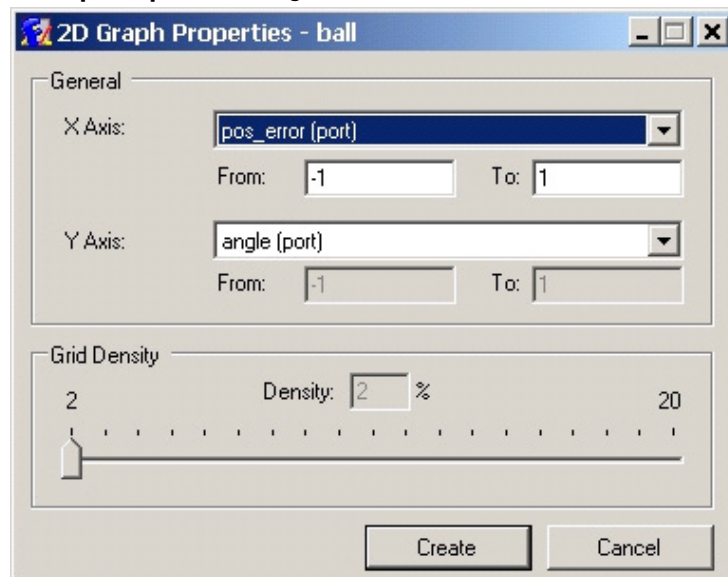 2D Graph Properties - ball
General
X Axis: pos_error (port)
From: -1 To: 1
Y Axis: angle (port)
From: -1 To: 1
Grid Density
Density: 2 %
2 20
Create Cancel